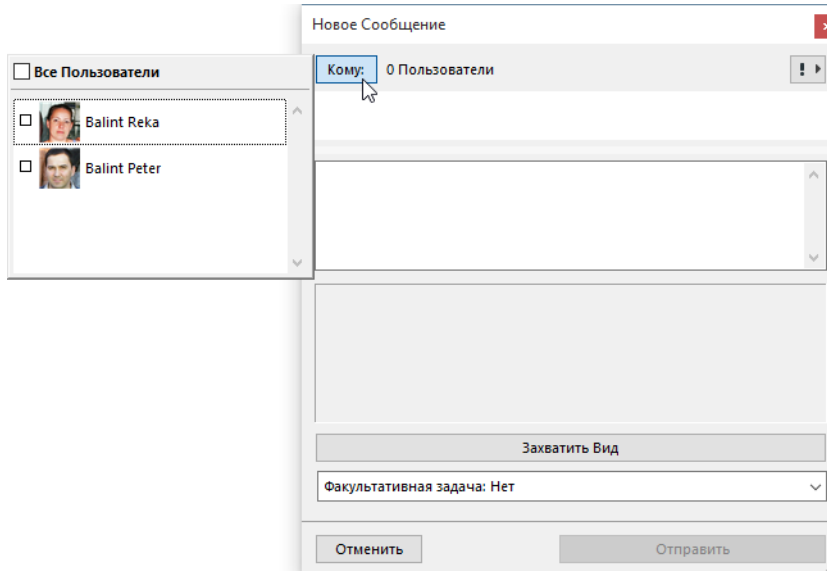 Новое Сообщение
Все Пользователи
Balint Reka
Balint Peter
Кому: 0 Пользователи
!
Захватить Вид
Факультативная задача: Нет
Отменить
Отправить